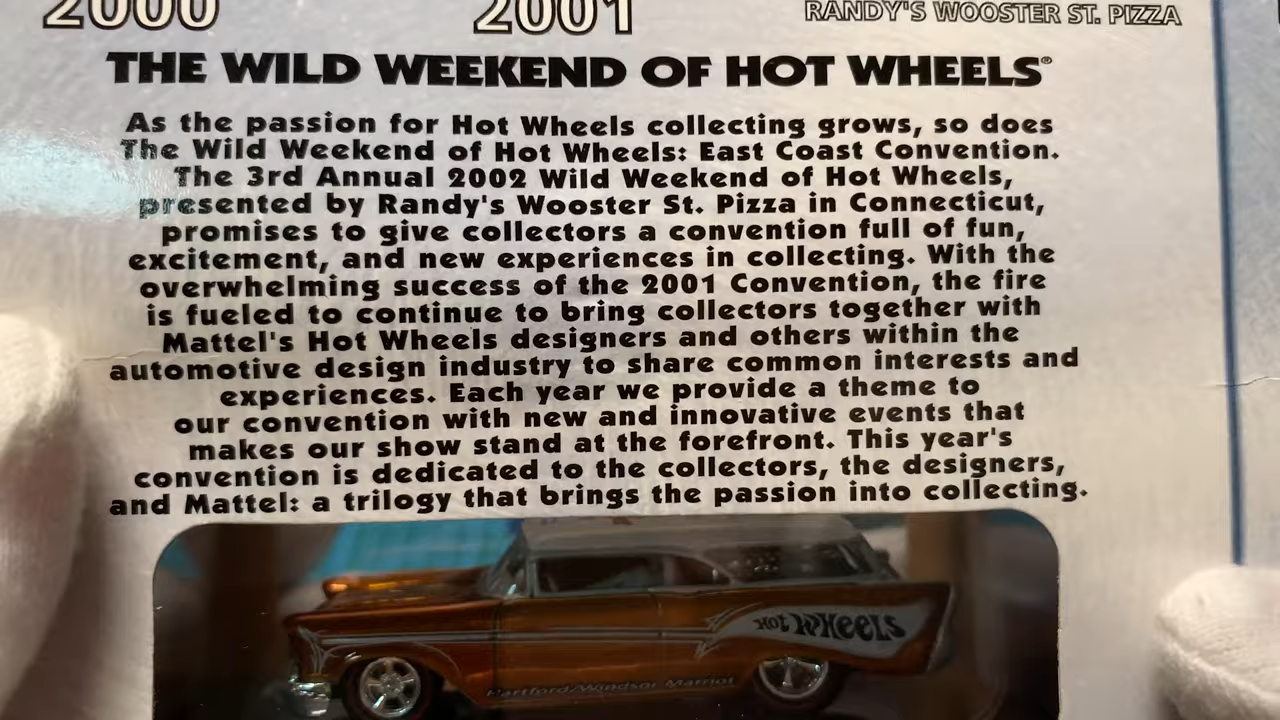 2000 2001 RANDY'S WOOSTER ST. PIZZA
THE WILD WEEKEND OF HOT WHEELS®
As the passion for Hot Wheels collecting grows, so does
The Wild Weekend of Hot Wheels: East Coast Convention.
The 3rd Annual 2002 Wild Weekend of Hot Wheels,
presented by Randy's Wooster St. Pizza in Connecticut,
promises to give collectors a convention full of fun,
excitement, and new experiences in collecting. With the
overwhelming success of the 2001 Convention, the fire
is fueled to continue to bring collectors together with
Mattel's Hot Wheels designers and others within the
automotive design industry to share common interests and
experiences. Each year we provide a theme to
our convention with new and innovative events that
makes our show stand at the forefront. This year's
convention is dedicated to the collectors, the designers,
and Mattel: a trilogy that brings the passion into collecting.
Hot Wheels
Hartford/Windsor Marriot